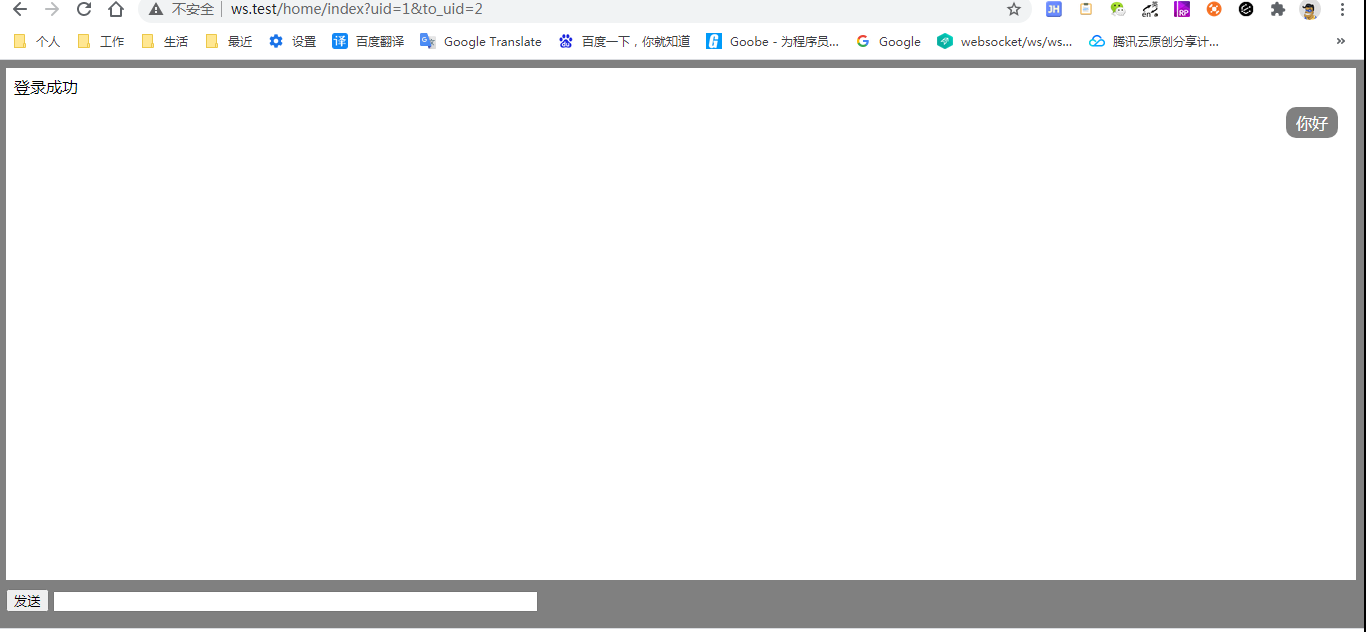 不安全 ws.test/home/index?uid=1&to_uid=2 JH en 英 RP
个人 工作 生活 最近 设置 译 百度翻译 Google Translate 百度一下，你就知道 Goobe - 为程序员... Google websocket/ws/ws... 腾讯云原创分享计... »
登录成功
你好
发送